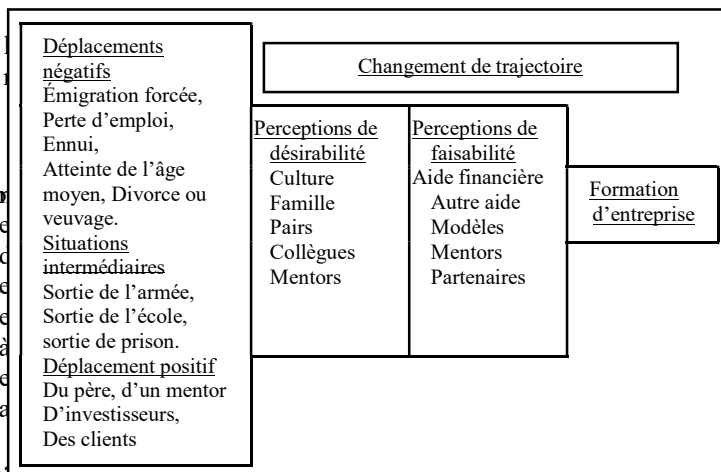 Déplacements
négatifs
Émigration forcée,
Perte d'emploi,
Ennui,
Atteinte de l'âge
moyen, Divorce ou
veuvage.
Situations
intermédiaires
Sortie de l'armée,
Sortie de l'école,
sortie de prison.
Déplacement positif
Du père, d'un mentor
D'investisseurs,
Des clients
Changement de trajectoire
Perceptions de
désirabilité
Culture
Famille
Pairs
Collègues
Mentors
Perceptions de
faisabilité
Aide financière
Autre aide
Modèles
Mentors
Partenaires
Formation
d'entreprise